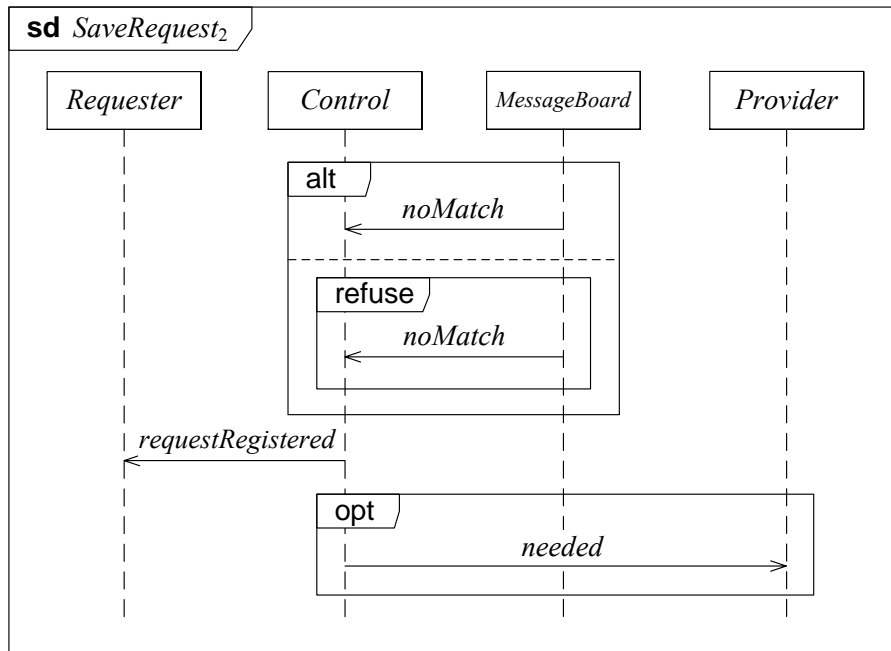 sd SaveRequest₂
Requester Control MessageBoard Provider
alt
noMatch
refuse
noMatch
requestRegistered
opt
needed